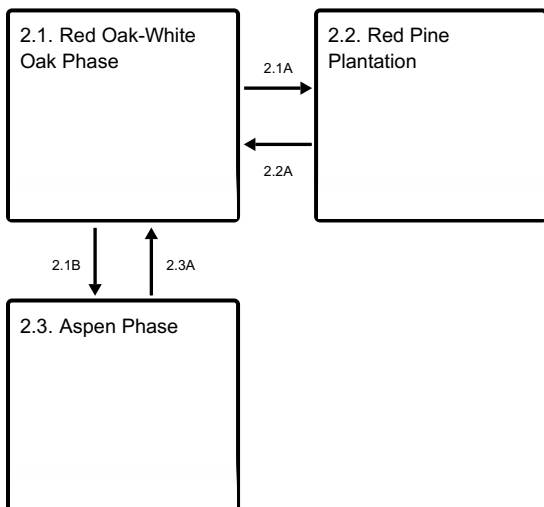 2.1. Red Oak-White
Oak Phase
2.2. Red Pine
Plantation
2.1A
2.2A
2.1B
2.3A
2.3. Aspen Phase